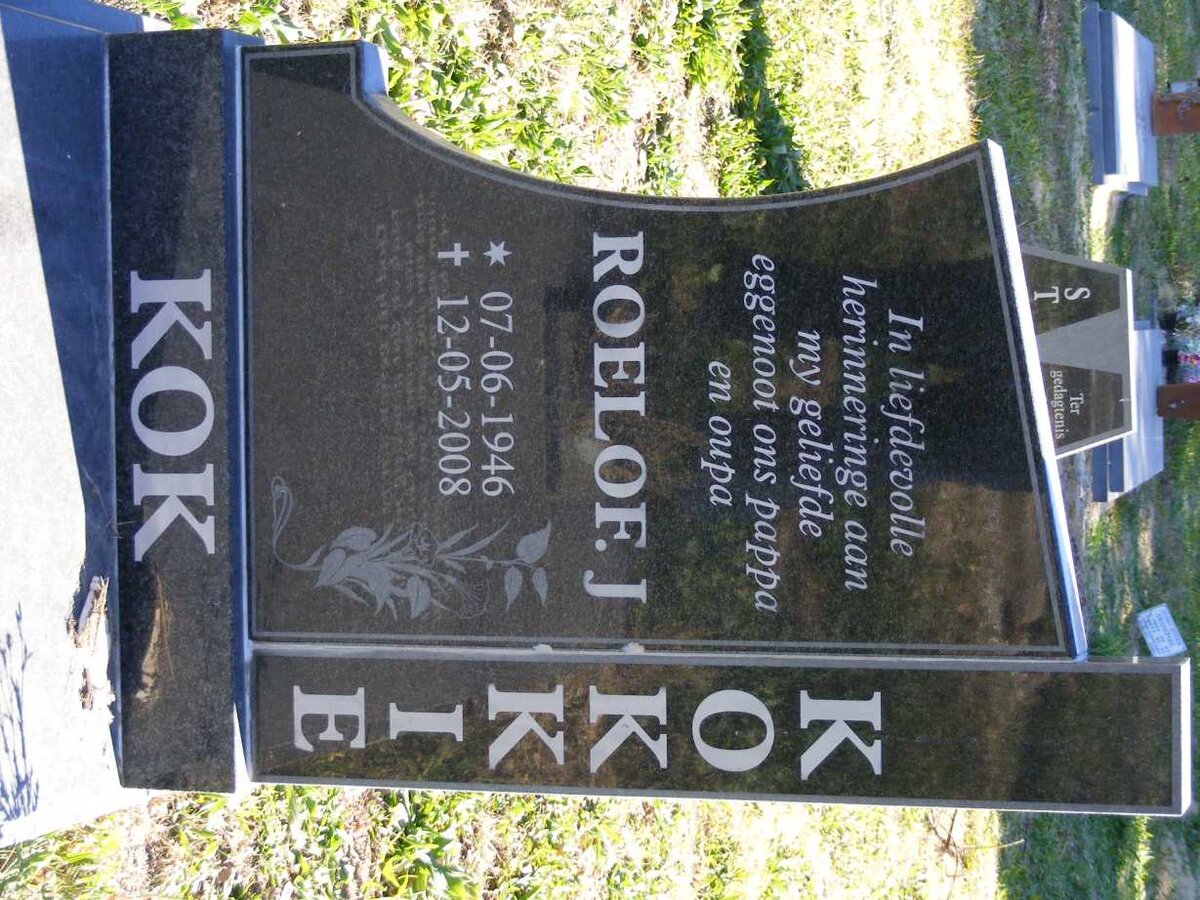 In liefdevolle
herinneringe aan
my geliefde
eggenoot ons pappa
en oupa
ROELOF. J
07-06-1946
✝ 12-05-2008
KOKKIE
KOK
S
T
Ter
gedagtenis